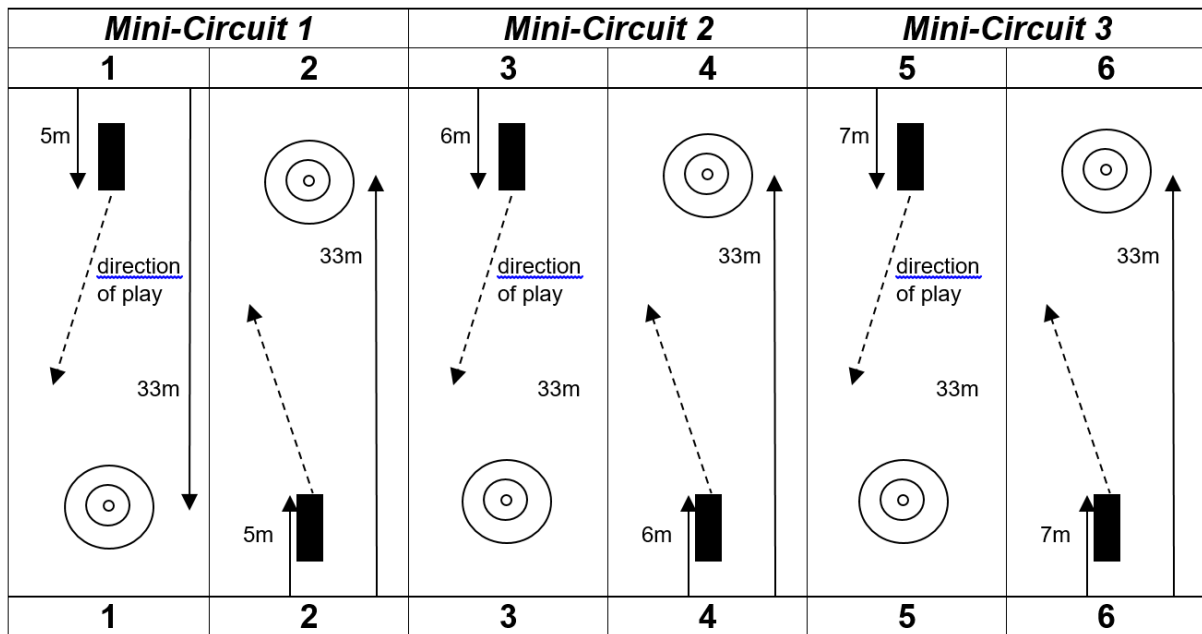 Mini-Circuit 1 Mini-Circuit 2 Mini-Circuit 3
1 2 3 4 5 6
5m 6m 7m
33m 33m 33m
direction direction direction
of play of play of play
33m 33m 33m
5m 6m 7m
1 2 3 4 5 6